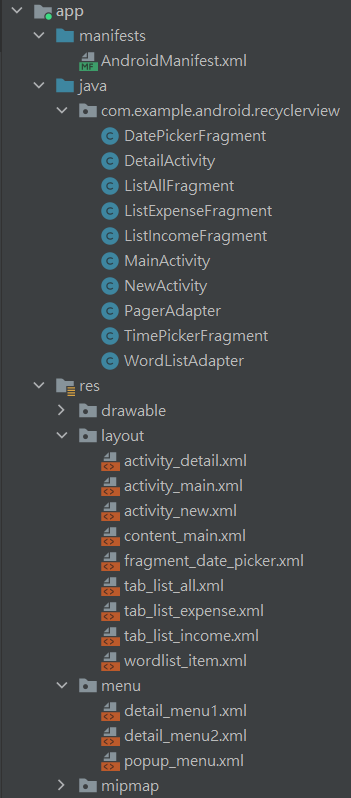 app
manifests
MF AndroidManifest.xml
java
com.example.android.recyclerview
C DatePickerFragment
C DetailActivity
C ListAllFragment
C ListExpenseFragment
C ListIncomeFragment
C MainActivity
C NewActivity
C PagerAdapter
C TimePickerFragment
C WordListAdapter
res
drawable
layout
activity_detail.xml
activity_main.xml
activity_new.xml
content_main.xml
fragment_date_picker.xml
tab_list_all.xml
tab_list_expense.xml
tab_list_income.xml
wordlist_item.xml
menu
detail_menu1.xml
detail_menu2.xml
popup_menu.xml
mipmap